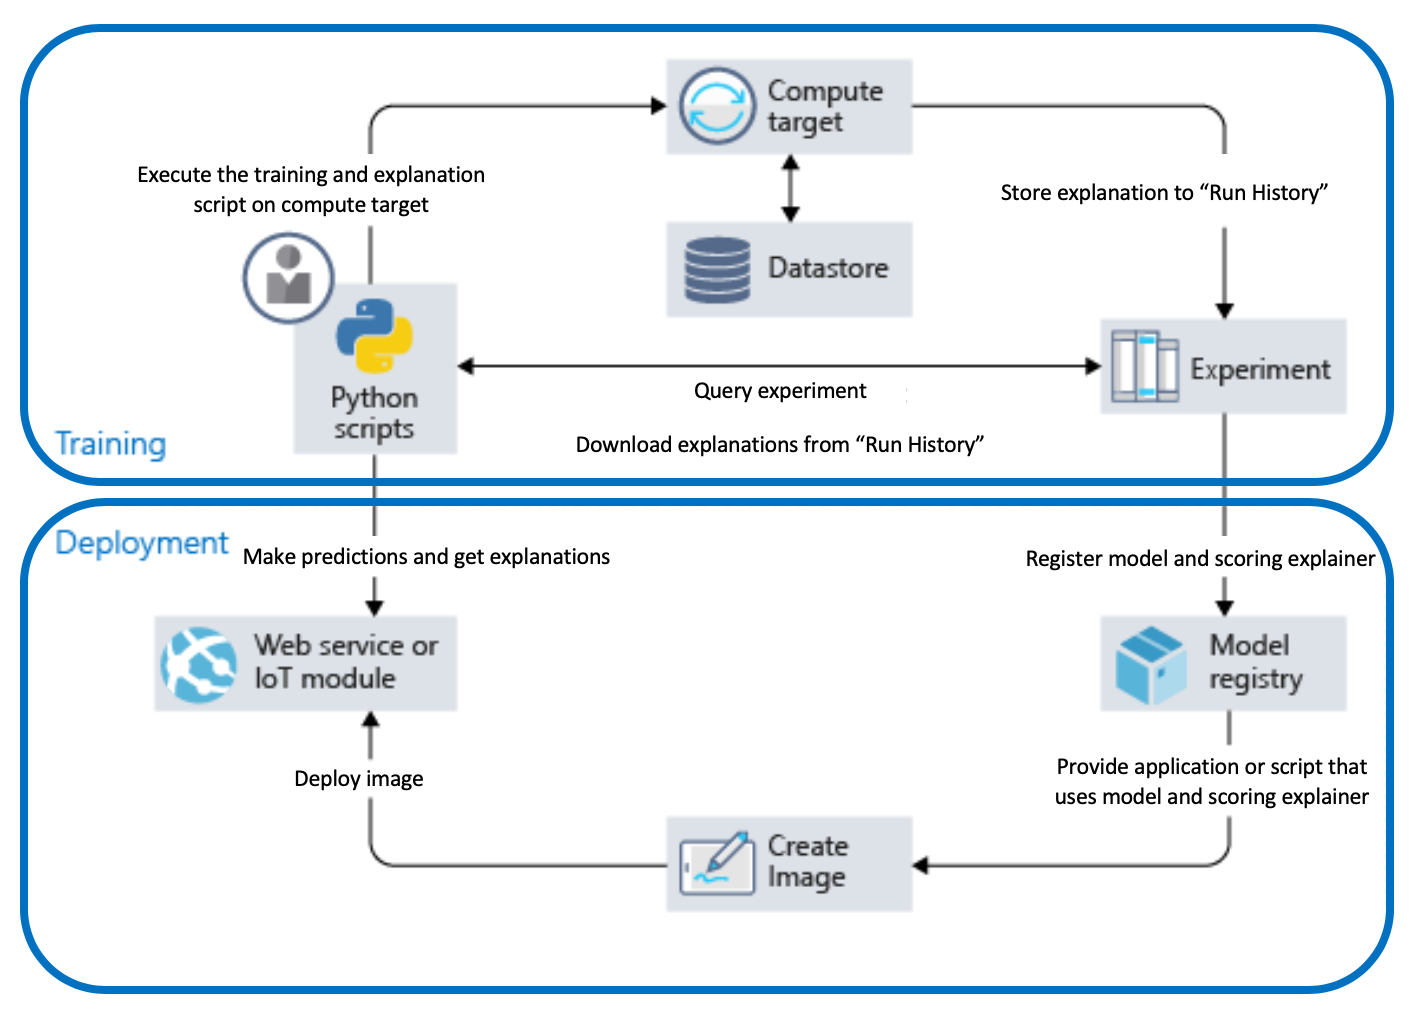 Compute
target
Execute the training and explanation
script on compute target
Store explanation to “Run History”
Datastore
Python
scripts
Query experiment
Experiment
Download explanations from “Run History”
Training
Deployment
Make predictions and get explanations
Register model and scoring explainer
Web service or
IoT module
Model
registry
Deploy image
Provide application or script that
uses model and scoring explainer
Create
Image